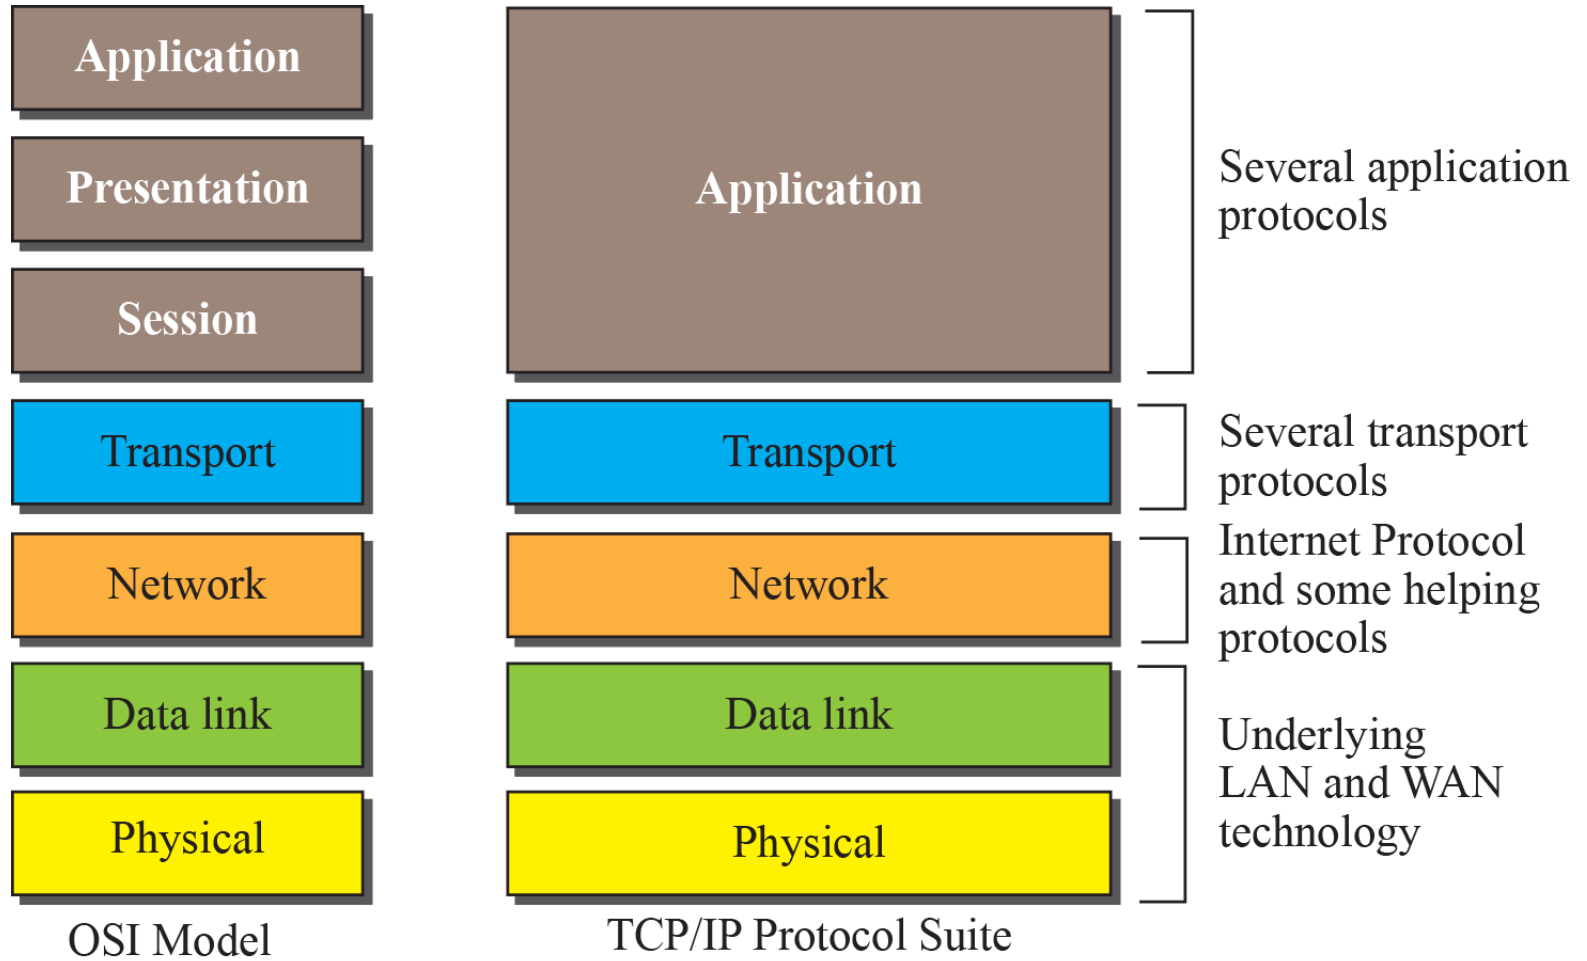 Application
Presentation
Session
Transport
Network
Data link
Physical
OSI Model
Application
Transport
Network
Data link
Physical
TCP/IP Protocol Suite
Several application
protocols
Several transport
protocols
Internet Protocol
and some helping
protocols
Underlying
LAN and WAN
technology